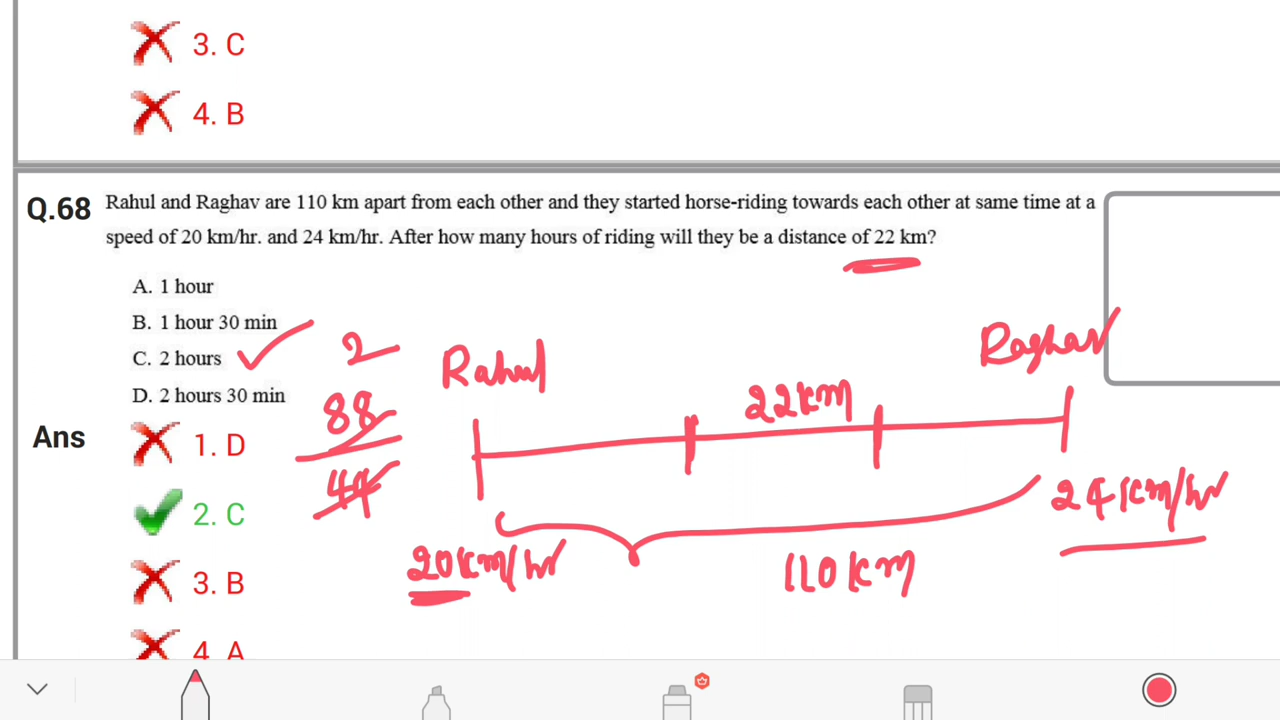 3. C
4. B
Q.68 Rahul and Raghav are 110 km apart from each other and they started horse-riding towards each other at same time at a
speed of 20 km/hr. and 24 km/hr. After how many hours of riding will they be a distance of 22 km?
A. 1 hour
B. 1 hour 30 min
C. 2 hours
D. 2 hours 30 min
Ans
1. D
2. C
3. B
4. A
2
88
44
Rahul
22km
Raghav
20km/hr
110km
24km/hr